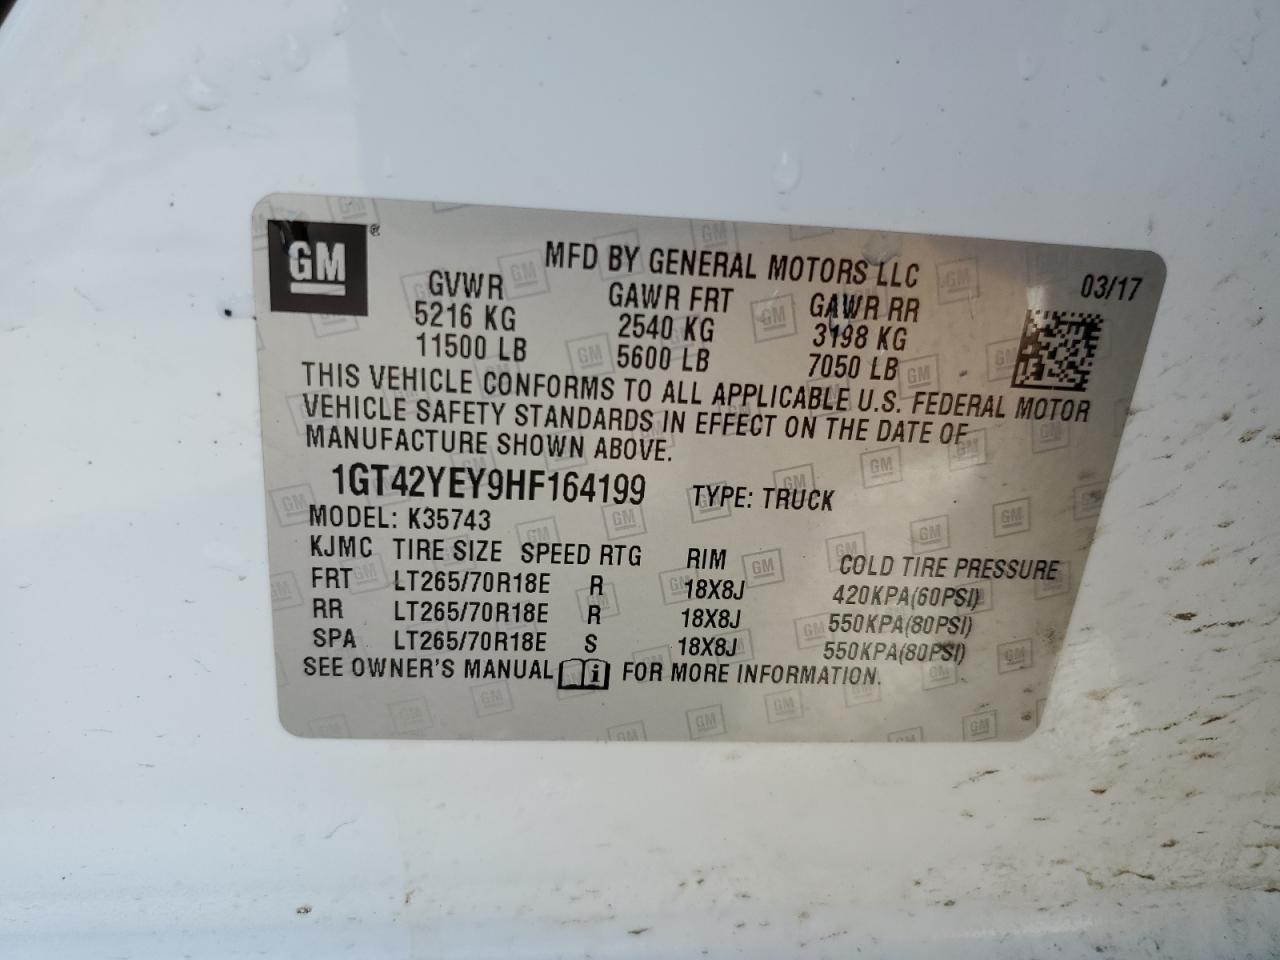 GM®
MFD BY GENERAL MOTORS LLC
03/17
GVWR GAWR FRT GAWR RR
5216 KG 2540 KG 3198 KG
11500 LB 5600 LB 7050 LB
THIS VEHICLE CONFORMS TO ALL APPLICABLE U.S. FEDERAL MOTOR
VEHICLE SAFETY STANDARDS IN EFFECT ON THE DATE OF
MANUFACTURE SHOWN ABOVE.
1GT42YEY9HF164199 TYPE: TRUCK
MODEL: K35743
KJMC TIRE SIZE SPEED RTG RIM COLD TIRE PRESSURE
FRT LT265/70R18E R 18X8J 420KPA(60PSI)
RR LT265/70R18E R 18X8J 550KPA(80PSI)
SPA LT265/70R18E S 18X8J 550KPA(80PSI)
SEE OWNER'S MANUAL i FOR MORE INFORMATION.